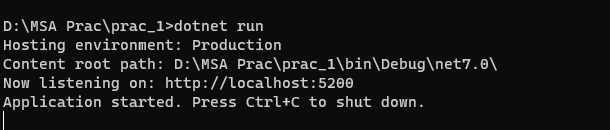 D:\MSA Prac\prac_1>dotnet run
Hosting environment: Production
Content root path: D:\MSA Prac\prac_1\bin\Debug\net7.0\
Now listening on: http://localhost:5200
Application started. Press Ctrl+C to shut down.